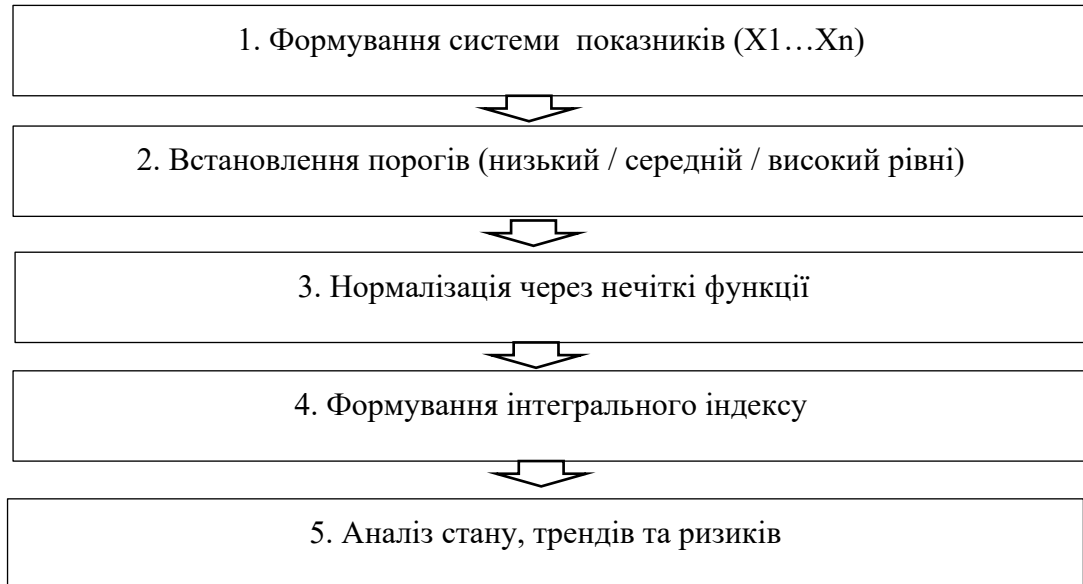 1. Формування системи показників (X1…Xn)
2. Встановлення порогів (низький / середній / високий рівні)
3. Нормалізація через нечіткі функції
4. Формування інтегрального індексу
5. Аналіз стану, трендів та ризиків